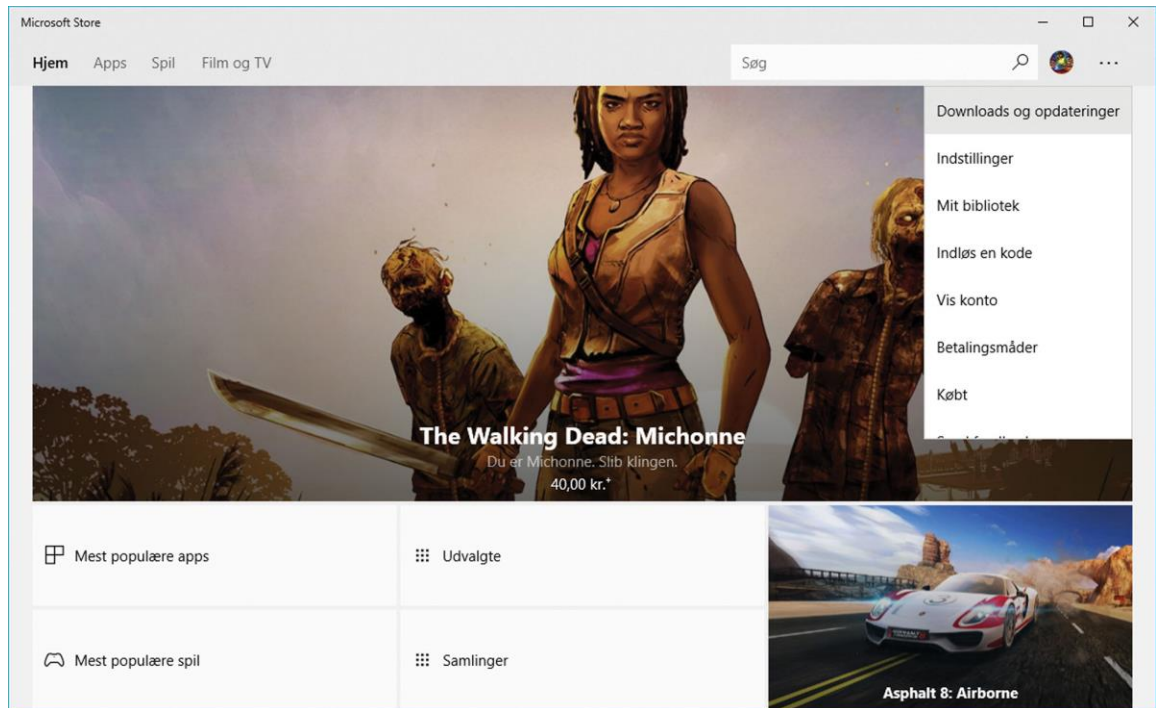 Microsoft Store
Hjem Apps Spil Film og TV Søg
Downloads og opdateringer
Indstillinger
Mit bibliotek
Indløs en kode
Vis konto
Betalingsmåder
Købt
The Walking Dead: Michonne
Du er Michonne. Slib klingen.
40,00 kr.⁺
Mest populære apps
Udvalgte
Mest populære spil
Samlinger
Asphalt 8: Airborne